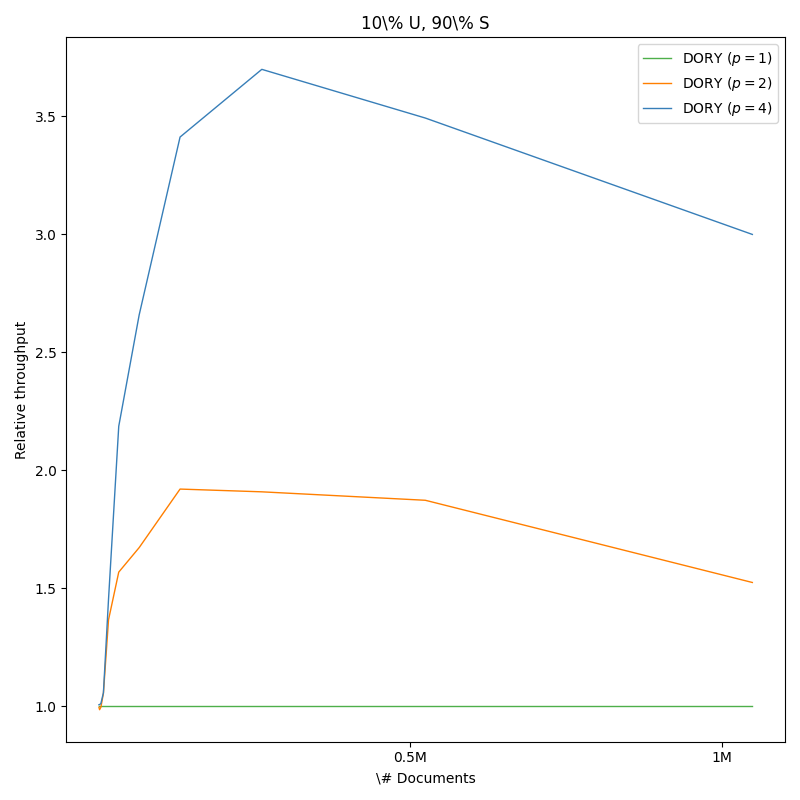 10\% U, 90\% S
DORY (p = 1)
DORY (p = 2)
DORY (p = 4)
Relative throughput
3.5
3.0
2.5
2.0
1.5
1.0
0.5M
1M
\# Documents